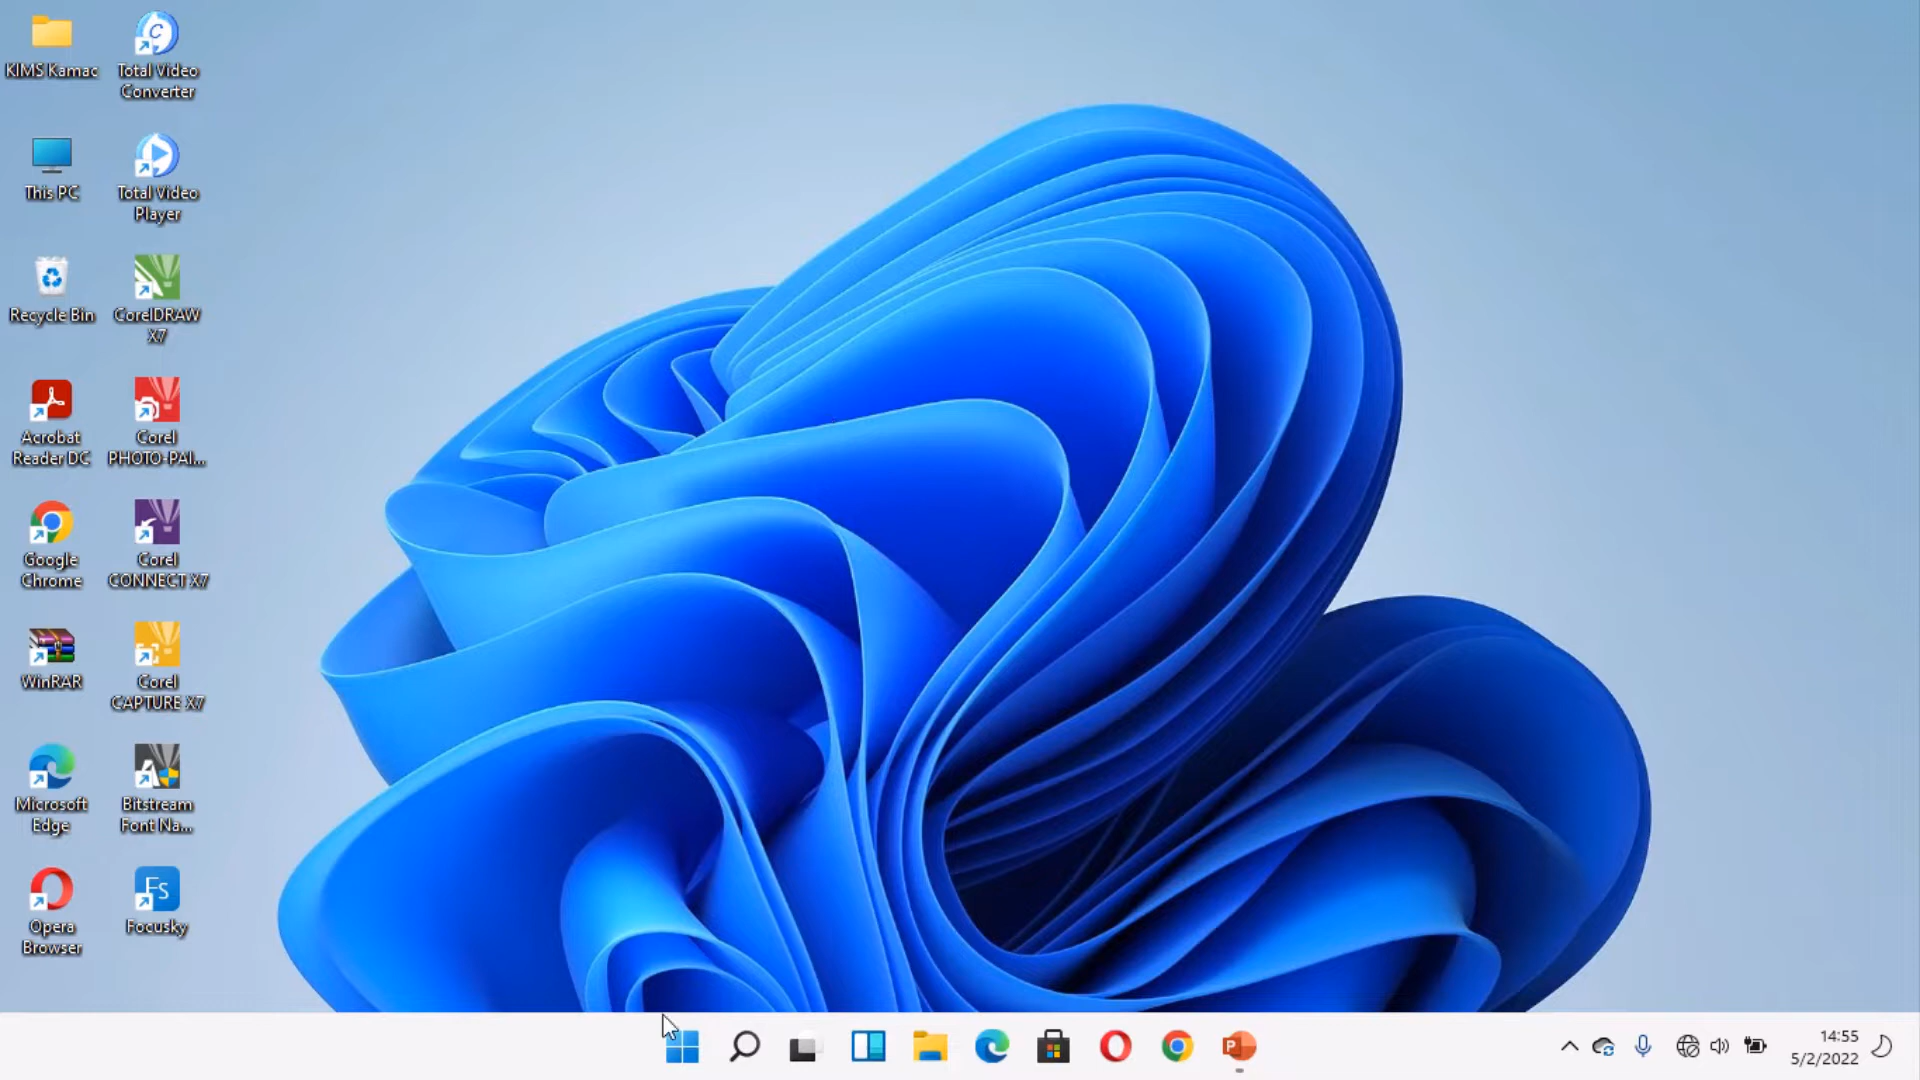 KIMS Kamac
Total Video
Converter
This PC
Total Video
Player
Recycle Bin
CorelDRAW
X7
Acrobat
Reader DC
Corel
PHOTO-PAI...
Google
Chrome
Corel
CONNECT X7
WinRAR
Corel
CAPTURE X7
Microsoft
Edge
Bitstream
Font Na...
Opera
Browser
Fs
Focusky
P
14:55
5/2/2022